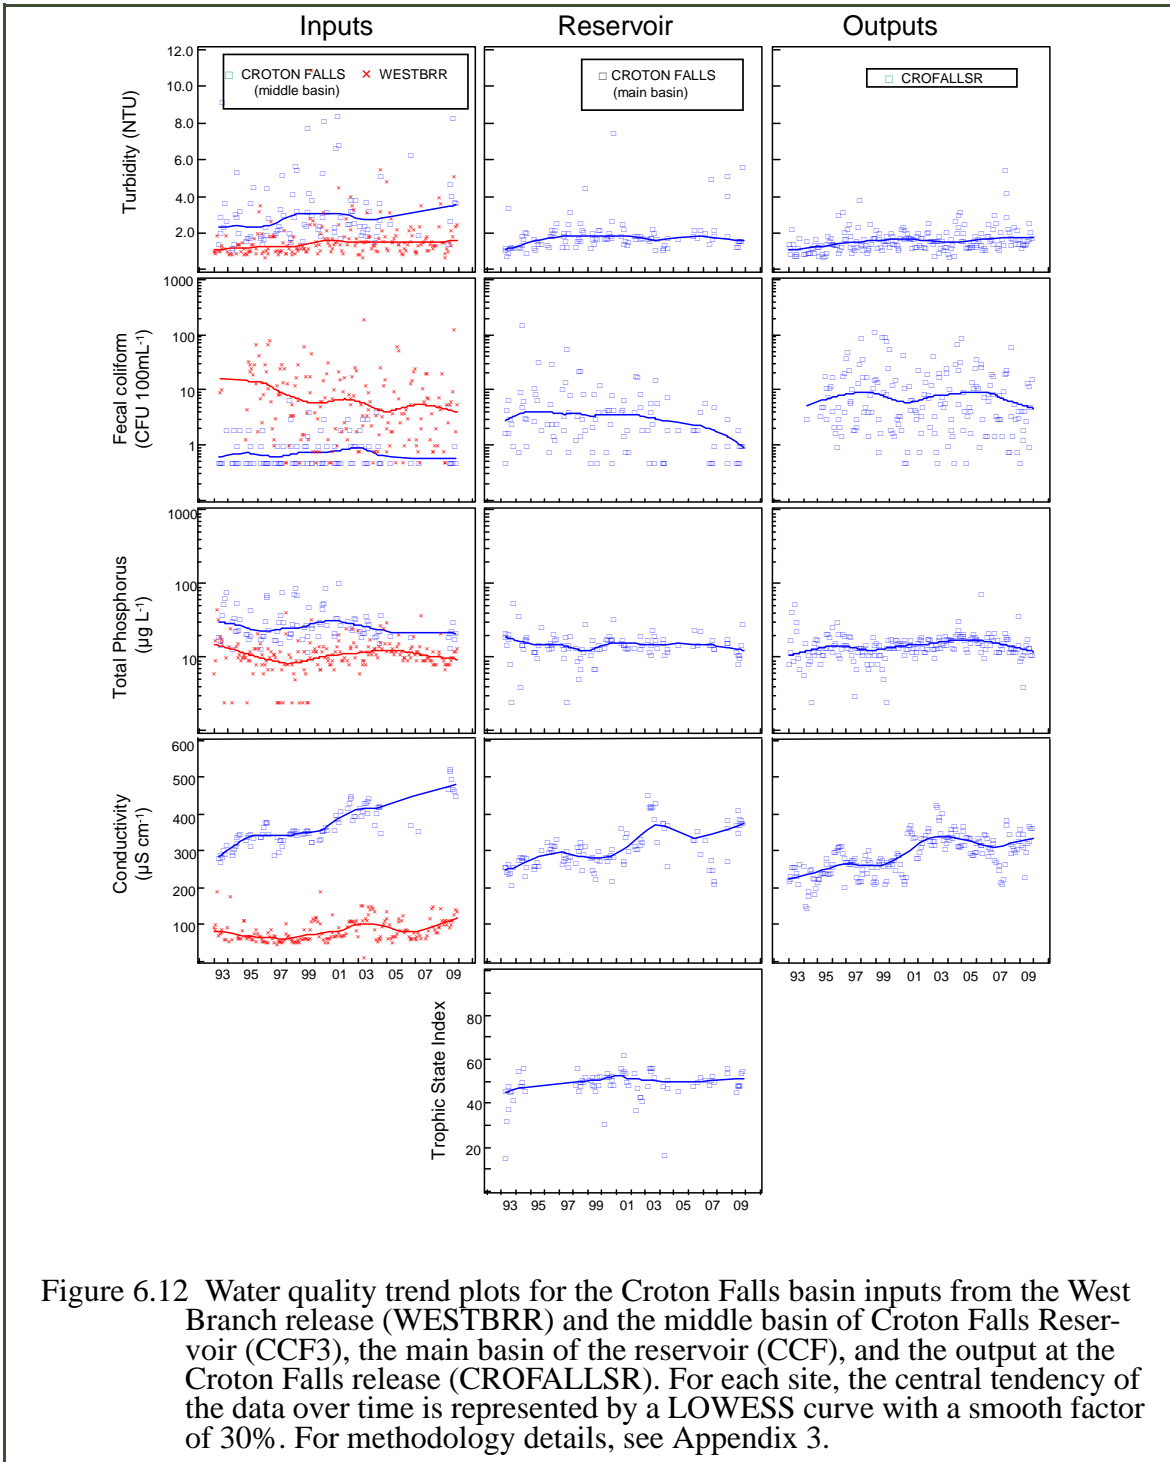 Inputs
Reservoir
Outputs
Turbidity (NTU)
12.0
10.0
8.0
6.0
4.0
2.0
CROTON FALLS
(middle basin)
WESTBRR
CROTON FALLS
(main basin)
CROFALLSR
Fecal coliform
(CFU 100mL-1)
1000
100
10
1
Total Phosphorus
(µg L-1)
1000
100
10
Conductivity
(µS cm-1)
600
500
400
300
200
100
93 95 97 99 01 03 05 07 09
93 95 97 99 01 03 05 07 09
Trophic State Index
80
60
40
20
93 95 97 99 01 03 05 07 09
Figure 6.12 Water quality trend plots for the Croton Falls basin inputs from the West
Branch release (WESTBRR) and the middle basin of Croton Falls Reser-
voir (CCF3), the main basin of the reservoir (CCF), and the output at the
Croton Falls release (CROFALLSR). For each site, the central tendency of
the data over time is represented by a LOWESS curve with a smooth factor
of 30%. For methodology details, see Appendix 3.